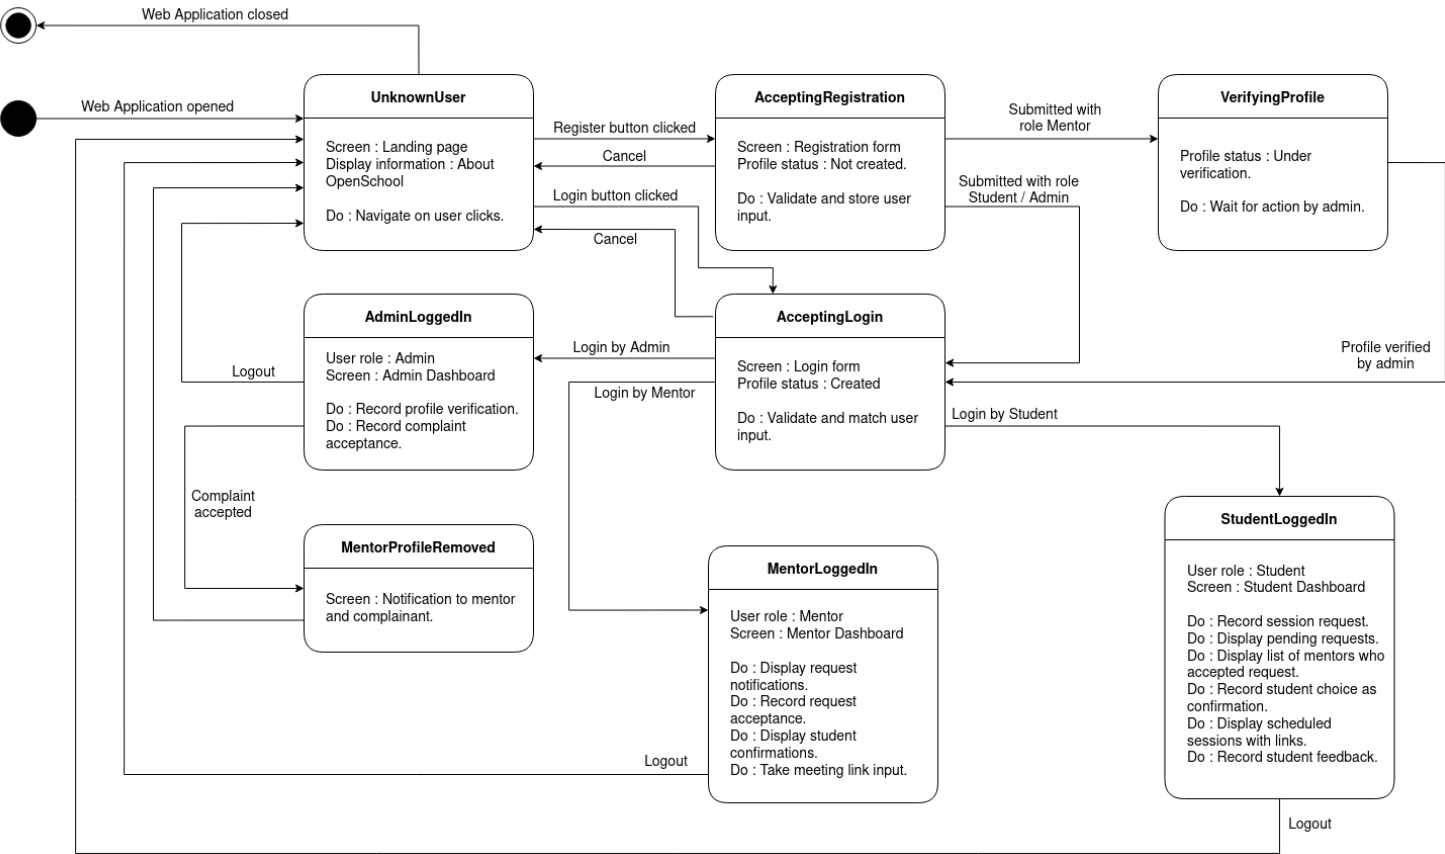 Web Application closed
Web Application opened
UnknownUser
Screen : Landing page
Display information : About
OpenSchool
Do : Navigate on user clicks.
Register button clicked
Cancel
Login button clicked
Cancel
AcceptingRegistration
Screen : Registration form
Profile status : Not created.
Do : Validate and store user
input.
Submitted with
role Mentor
Submitted with role
Student / Admin
VerifyingProfile
Profile status : Under
verification.
Do : Wait for action by admin.
Profile verified
by admin
AdminLoggedIn
User role : Admin
Screen : Admin Dashboard
Do : Record profile verification.
Do : Record complaint
acceptance.
Logout
Login by Admin
Login by Mentor
AcceptingLogin
Screen : Login form
Profile status : Created
Do : Validate and match user
input.
Login by Student
Complaint
accepted
MentorProfileRemoved
Screen : Notification to mentor
and complainant.
MentorLoggedIn
User role : Mentor
Screen : Mentor Dashboard
Do : Display request
notifications.
Do : Record request
acceptance.
Do : Display student
confirmations.
Do : Take meeting link input.
Logout
StudentLoggedIn
User role : Student
Screen : Student Dashboard
Do : Record session request.
Do : Display pending requests.
Do : Display list of mentors who
accepted request.
Do : Record student choice as
confirmation.
Do : Display scheduled
sessions with links.
Do : Record student feedback.
Logout